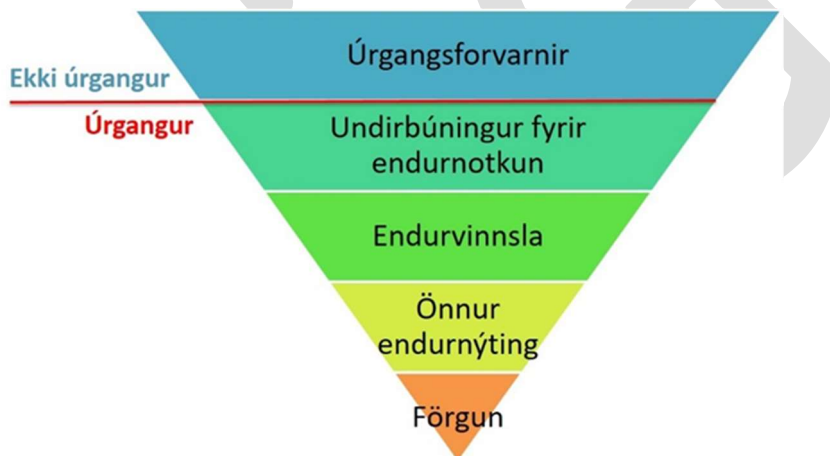 Úrgangsforvarnir
Ekki úrgangur
Úrgangur
Undirbúningur fyrir
endurnotkun
Endurvinnsla
Önnur
endurnýting
Förgun